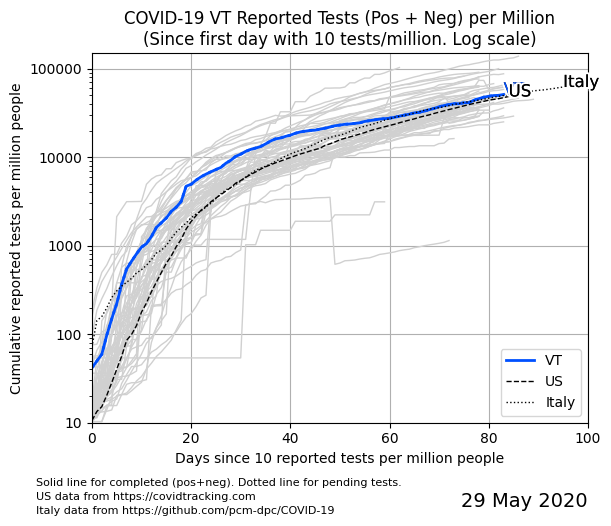 COVID-19 VT Reported Tests (Pos + Neg) per Million
(Since first day with 10 tests/million. Log scale)
Cumulative reported tests per million people
100000
10000
1000
100
10
US
Italy
VT
US
Italy
0
20
40
60
80
100
Days since 10 reported tests per million people
Solid line for completed (pos+neg). Dotted line for pending tests.
US data from https://covidtracking.com
Italy data from https://github.com/pcm-dpc/COVID-19
29 May 2020